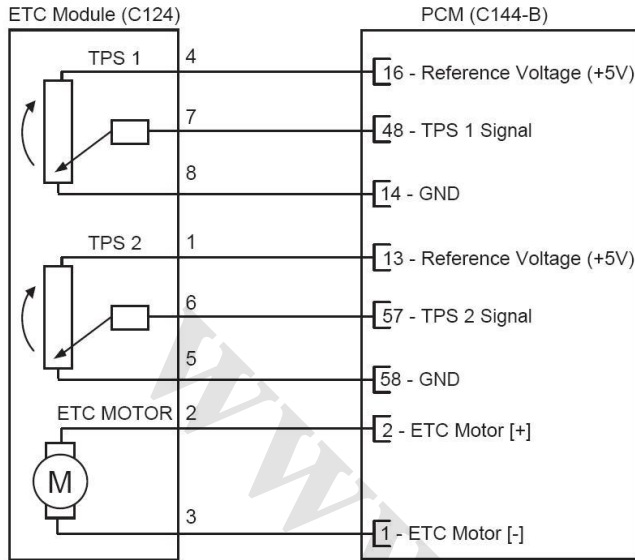 ETC Module (C124) PCM (C144-B)
TPS 1 4 16 - Reference Voltage (+5V)
7 48 - TPS 1 Signal
8 14 - GND
TPS 2 1 13 - Reference Voltage (+5V)
6 57 - TPS 2 Signal
5 58 - GND
ETC MOTOR 2 2 - ETC Motor [+]
M
3 1 - ETC Motor [-]
www